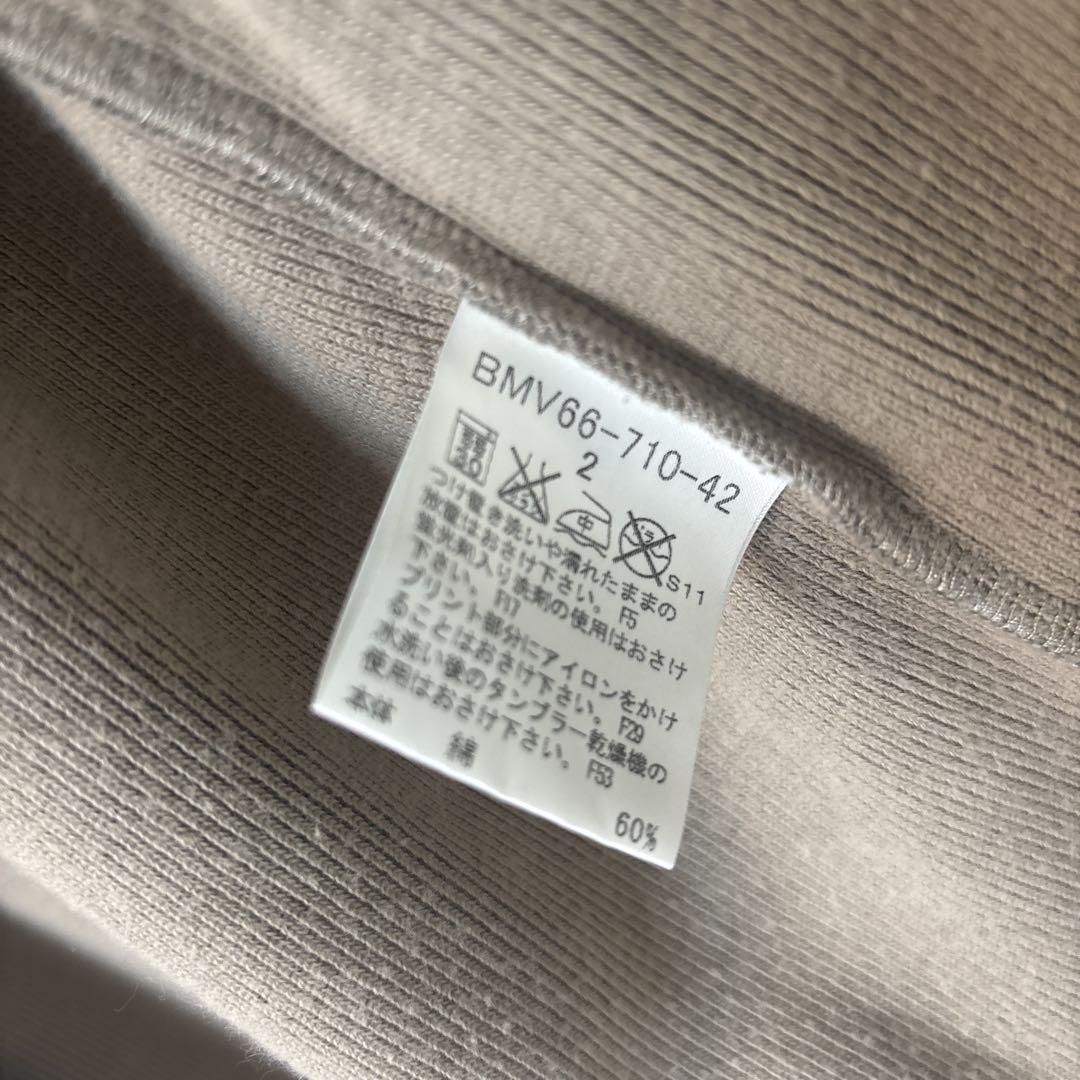 BMV66-710-42
2
中
S11
つけ置き洗いや濡れたままの
放置はおさけ下さい。 F5
蛍光剤入り洗剤の使用はおさけ
下さい。 F17
プリント部分にアイロンをかけ
ることはおさけ下さい。 F29
水洗い後のタンブラー乾燥機の
使用はおさけ下さい。 F53
本体
綿 60%